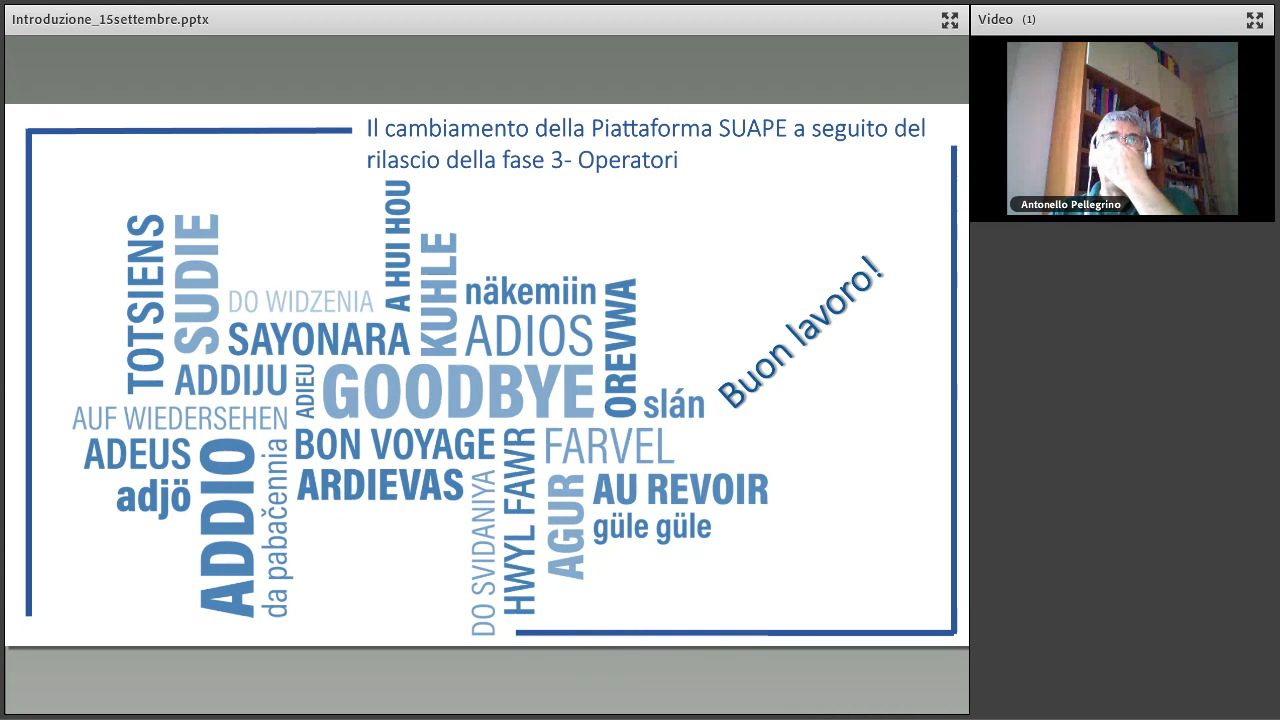 Introduzione_15settembre.pptx
Video (1)
Antonello Pellegrino
Il cambiamento della Piattaforma SUAPE a seguito del
rilascio della fase 3- Operatori
TOTSIENS
SUDIE
DO WIDZENIA
A HUI HOU
KUHLE
näkemiin
OREVWA
SAYONARA
ADIOS
ADDIJU
ADIEU
GOODBYE
slán
Buon lavoro!
AUF WIEDERSEHEN
ADEUS
adjö
ADDIO
da pabačennia
BON VOYAGE
ARDIEVAS
DO SVIDANIYA
HWYL FAWR
FARVEL
AGUR
AU REVOIR
güle güle